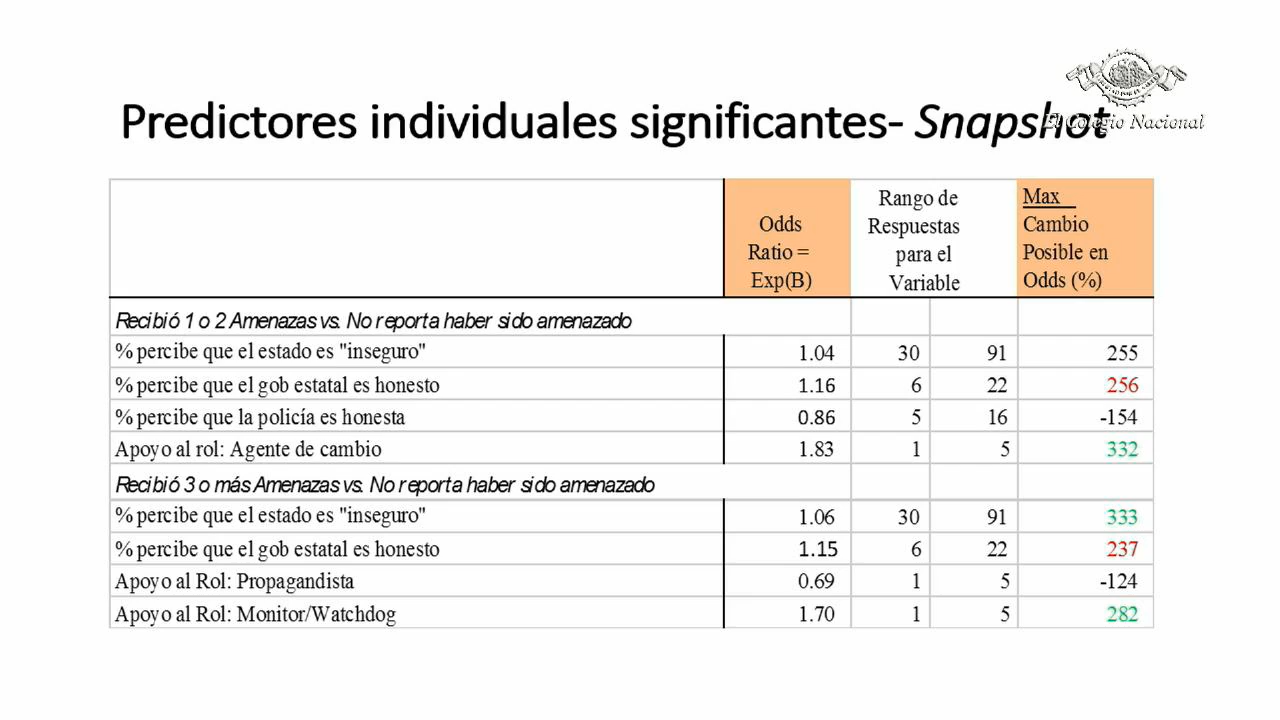 El Colegio Nacional
Predictores individuales significantes- Snapshot
Odds Ratio = Exp(B) Rango de Respuestas para el Variable Max Cambio Posible en Odds (%)
Recibió 1 o 2 Amenazas vs. No reporta haber sido amenazado
% percibe que el estado es "inseguro" 1.04 30 91 255
% percibe que el gob estatal es honesto 1.16 6 22 256
% percibe que la policía es honesta 0.86 5 16 -154
Apoyo al rol: Agente de cambio 1.83 1 5 332
Recibió 3 o más Amenazas vs. No reporta haber sido amenazado
% percibe que el estado es "inseguro" 1.06 30 91 333
% percibe que el gob estatal es honesto 1.15 6 22 237
Apoyo al Rol: Propagandista 0.69 1 5 -124
Apoyo al Rol: Monitor/Watchdog 1.70 1 5 282